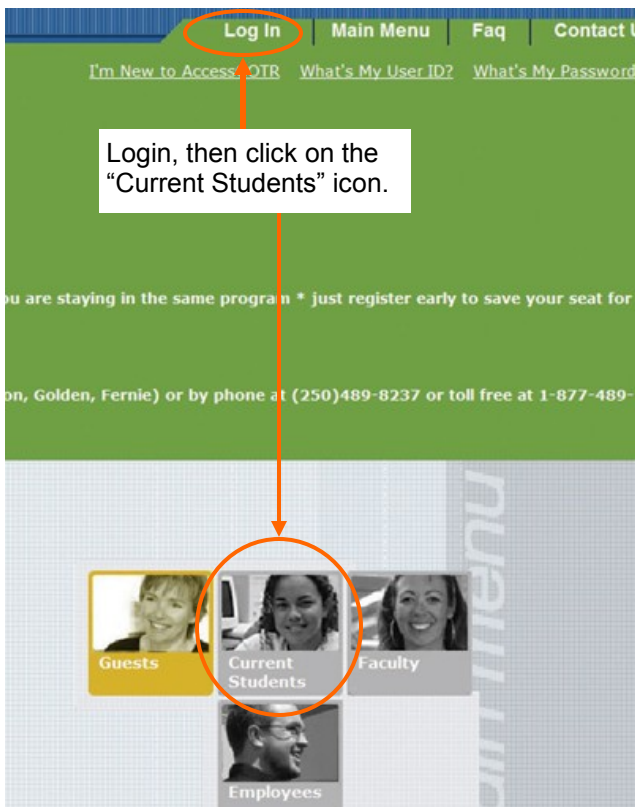 Log In Main Menu Faq Contact
I'm New to Access OTR What's My User ID? What's My Password
Login, then click on the
“Current Students” icon.
ou are staying in the same program * just register early to save your seat for
on, Golden, Fernie) or by phone at (250)489-8237 or toll free at 1-877-489-
Guests Current Faculty
Students
Employees